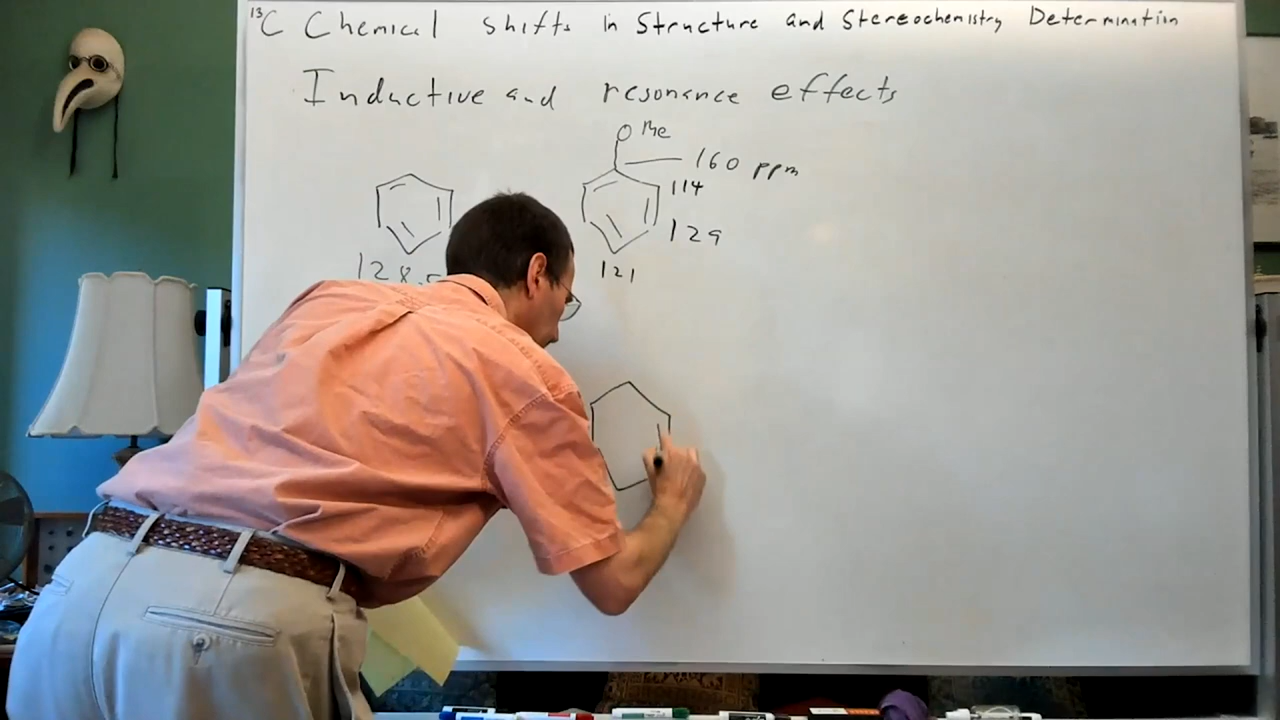 13C Chemical Shifts in Structure and Stereochemistry Determination
Inductive and resonance effects
OMe
160 ppm
114
129
121
128.5